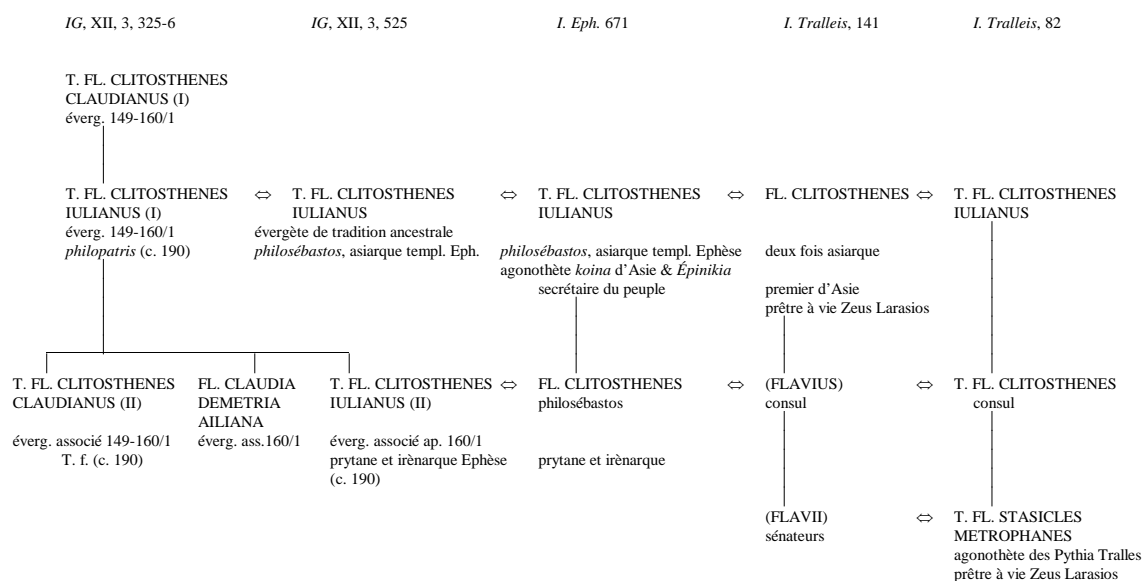 IG, XII, 3, 325-6 IG, XII, 3, 525 I. Eph. 671 I. Tralleis, 141 I. Tralleis, 82
T. FL. CLITOSTHENES
CLAUDIANUS (I)
éverg. 149-160/1
T. FL. CLITOSTHENES ⇔ T. FL. CLITOSTHENES ⇔ T. FL. CLITOSTHENES ⇔ FL. CLITOSTHENES ⇔ T. FL. CLITOSTHENES
IULIANUS (I) IULIANUS IULIANUS IULIANUS
éverg. 149-160/1 évergète de tradition ancestrale
philopatris (c. 190) philosébastos, asiarque templ. Eph. philosébastos, asiarque templ. Ephèse deux fois asiarque
agonothète koina d'Asie & Épinikia
secrétaire du peuple premier d'Asie
prêtre à vie Zeus Larasios
T. FL. CLITOSTHENES FL. CLAUDIA T. FL. CLITOSTHENES ⇔ FL. CLITOSTHENES ⇔ (FLAVIUS) ⇔ T. FL. CLITOSTHENES
CLAUDIANUS (II) DEMETRIA IULIANUS (II) philosébastos consul consul
AILIANA
éverg. associé 149-160/1 éverg. ass.160/1 éverg. associé ap. 160/1
T. f. (c. 190) prytane et irènarque Ephèse prytane et irènarque
(c. 190)
(FLAVII) ⇔ T. FL. STASICLES
sénateurs METROPHANES
agonothète des Pythia Tralles
prêtre à vie Zeus Larasios